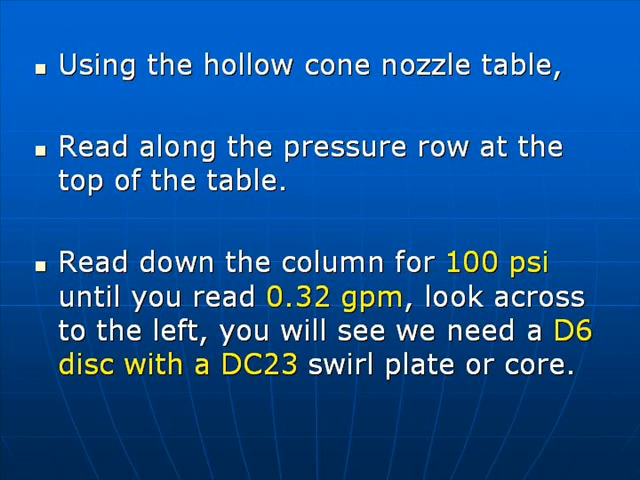 Using the hollow cone nozzle table,
Read along the pressure row at the
top of the table.
Read down the column for 100 psi
until you read 0.32 gpm, look across
to the left, you will see we need a D6
disc with a DC23 swirl plate or core.